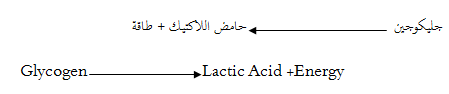 جليكوجين حامض اللاكتيك + طاقة
Glycogen Lactic Acid +Energy